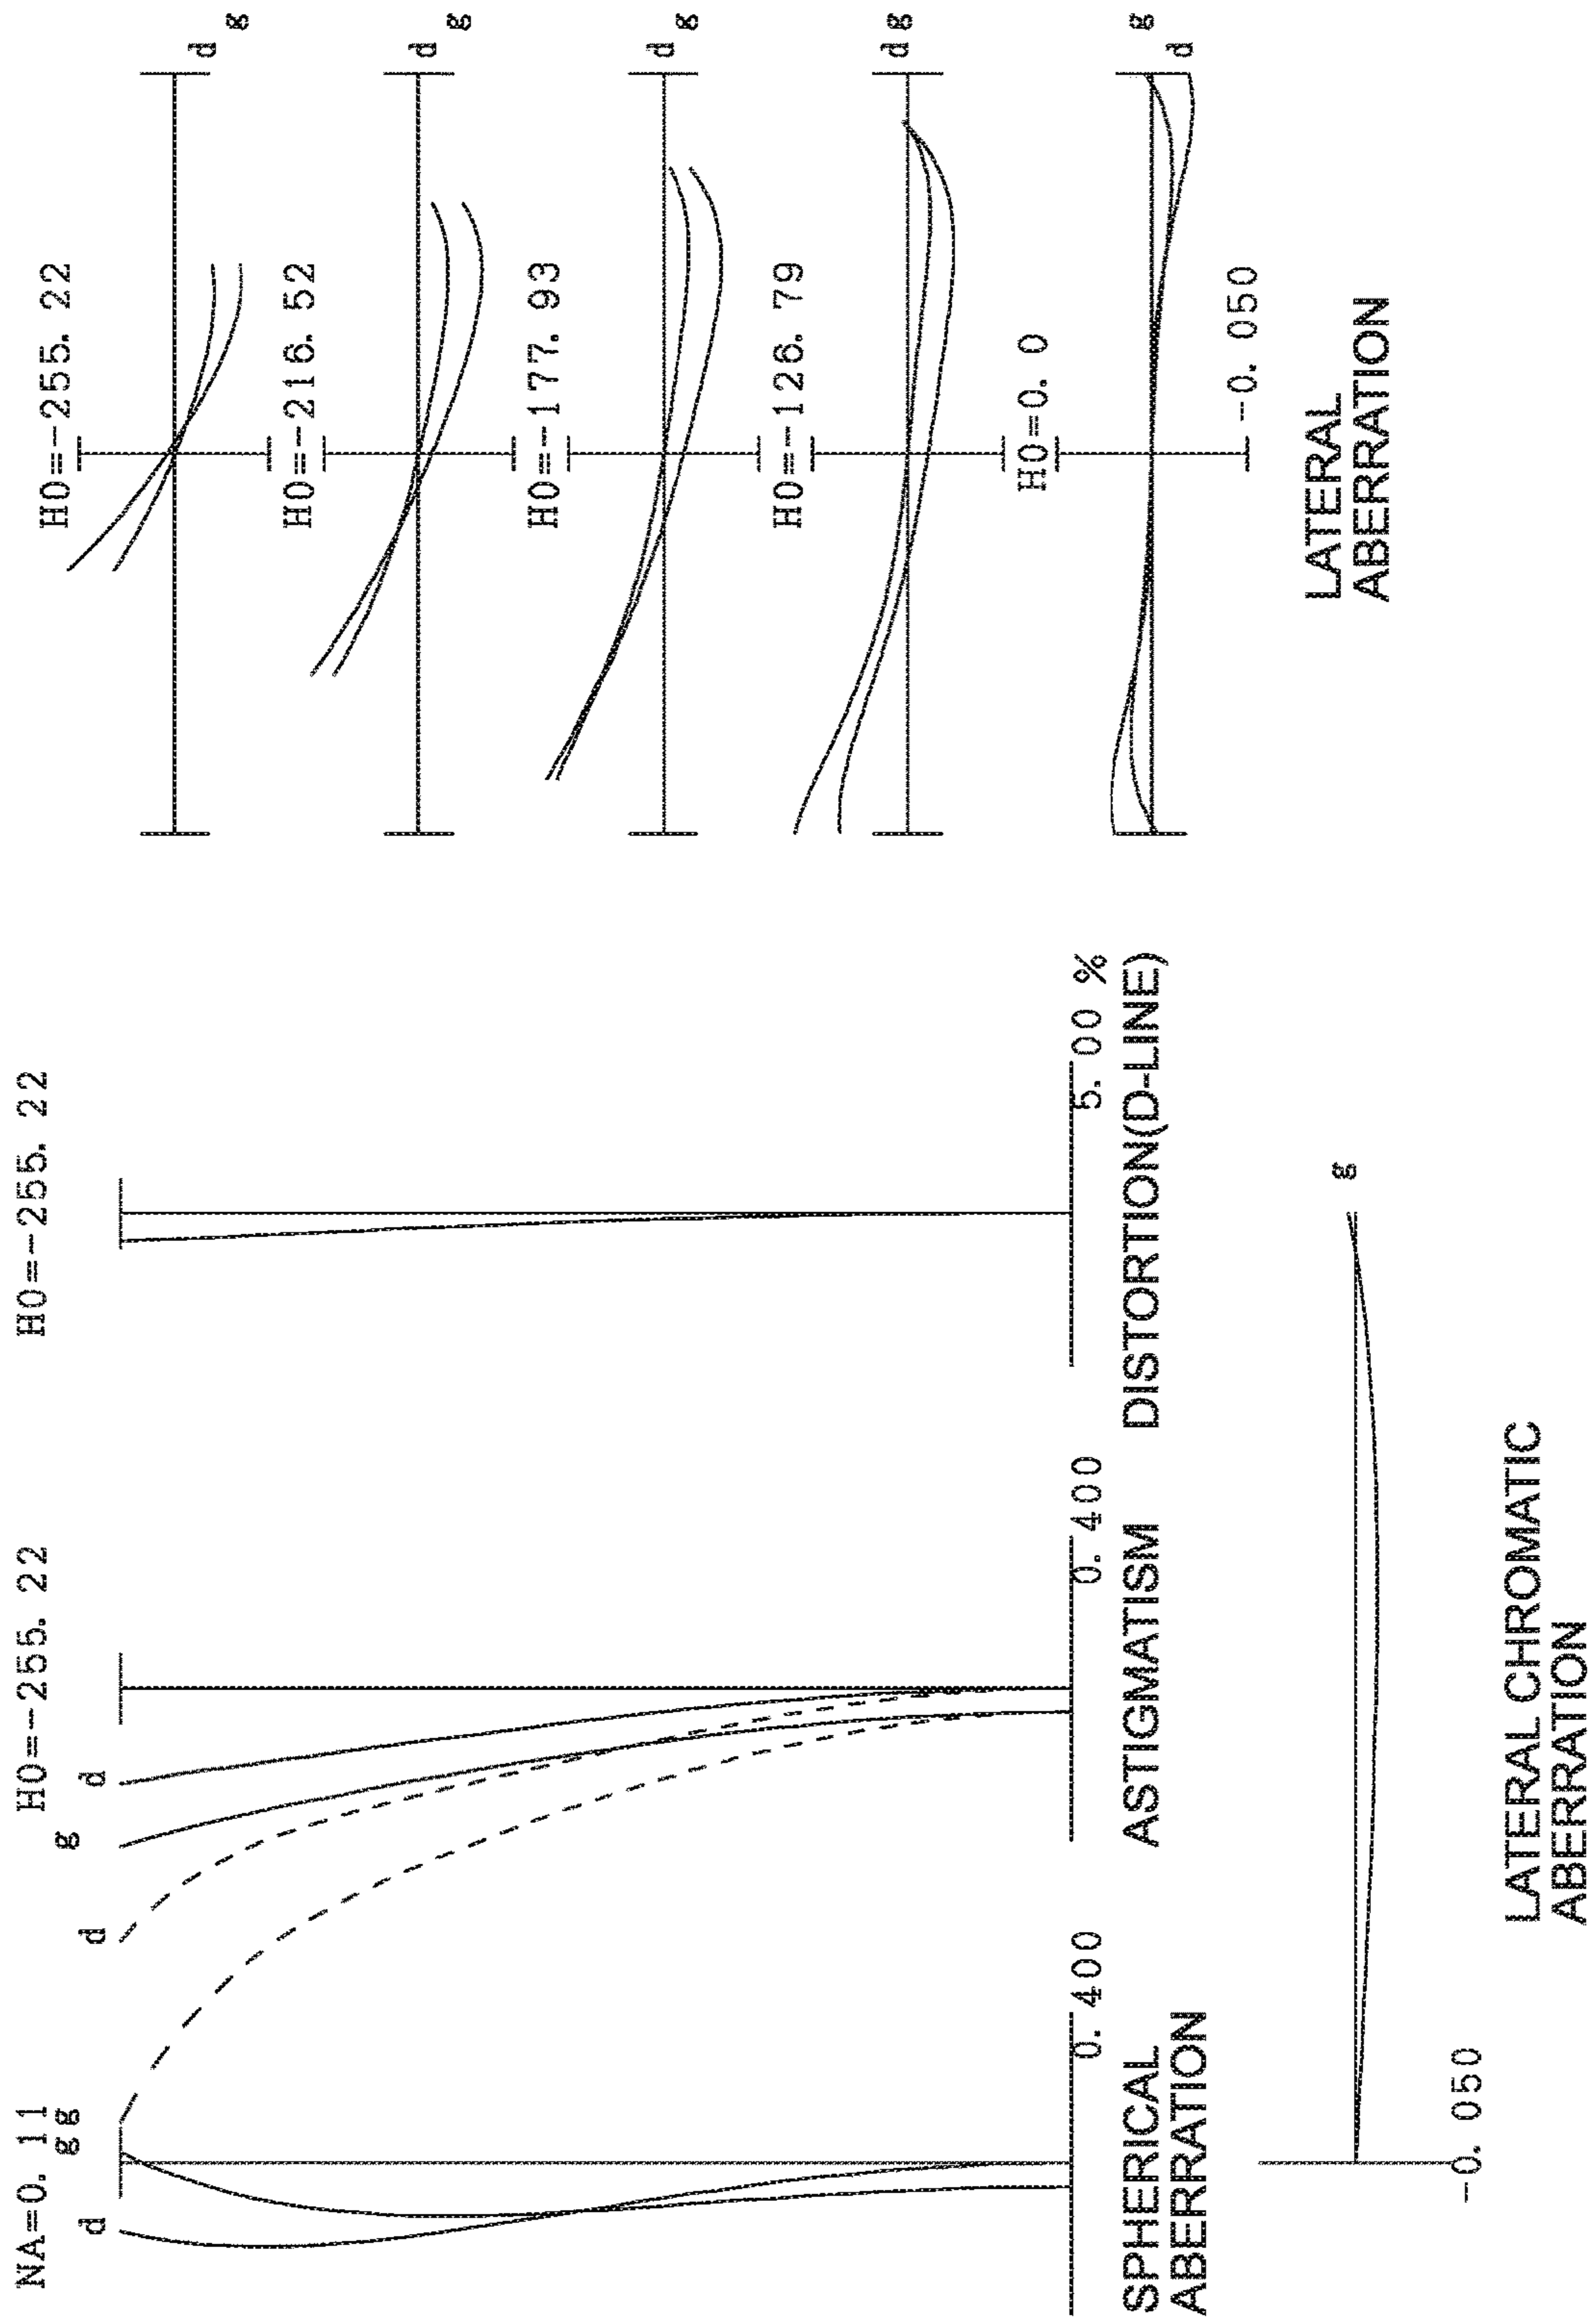 NA=0. 11
g g
d
0. 400
SPHERICAL
ABERRATION
H0=-255. 22
d
g
d
0. 400
ASTIGMATISM
H0=-255. 22
5. 00 %
DISTORTION(D-LINE)
g
-0. 050
LATERAL CHROMATIC
ABERRATION
H0=-255. 22
d
g
H0=-216. 52
d
g
H0=-177. 93
d
g
H0=-126. 79
d
g
H0=0. 0
g
d
-0. 050
LATERAL
ABERRATION